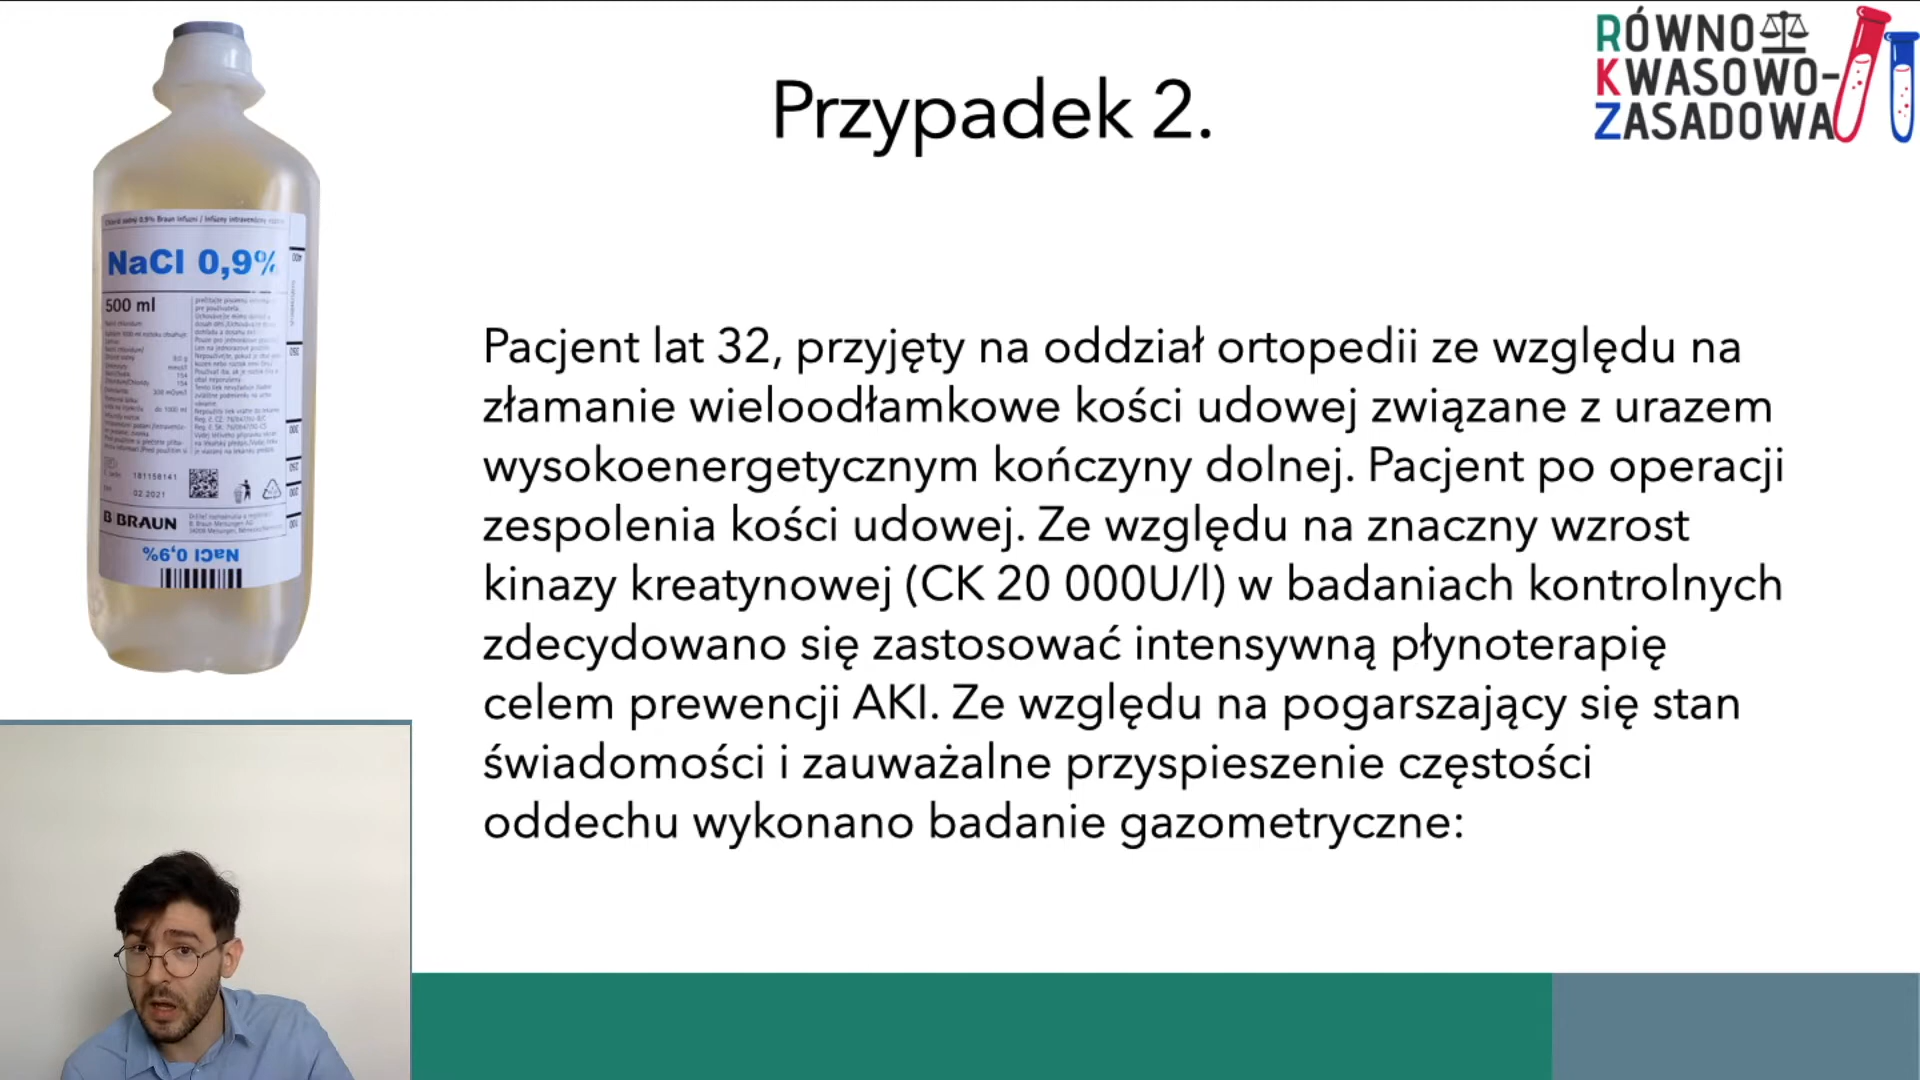 Przypadek 2.
RÓWNO
KWASOWO-
ZASADOWA
Pacjent lat 32, przyjęty na oddział ortopedii ze względu na
złamanie wieloodłamkowe kości udowej związane z urazem
wysokoenergetycznym kończyny dolnej. Pacjent po operacji
zespolenia kości udowej. Ze względu na znaczny wzrost
kinazy kreatynowej (CK 20 000U/l) w badaniach kontrolnych
zdecydowano się zastosować intensywną płynoterapię
celem prewencji AKI. Ze względu na pogarszający się stan
świadomości i zauważalne przyspieszenie częstości
oddechu wykonano badanie gazometryczne:
NaCl 0,9%
500 ml
181158141
02.2021
B BRAUN
NaCl 0,9%